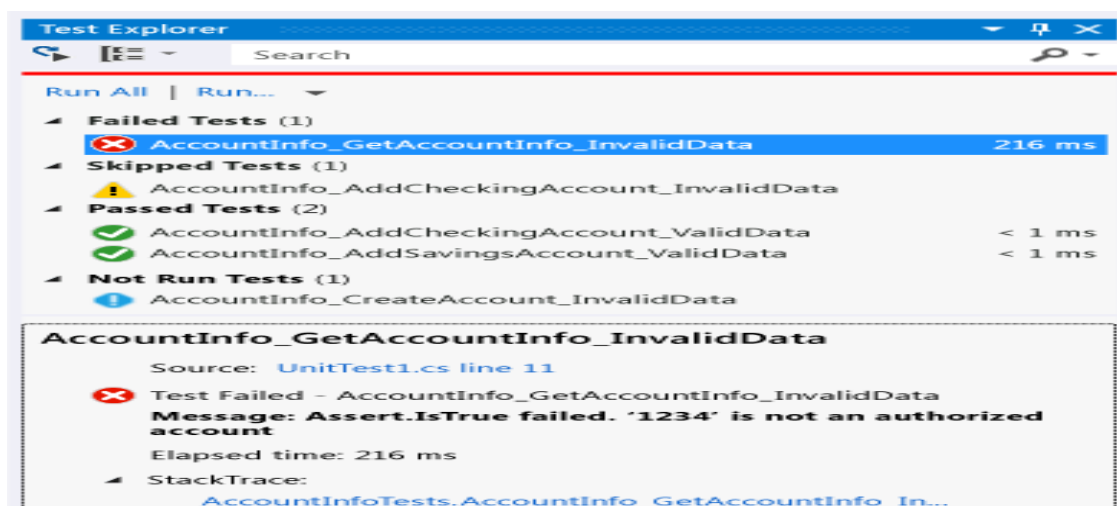 Test Explorer
Search
Run All | Run...
Failed Tests (1)
AccountInfo_GetAccountInfo_InvalidData 216 ms
Skipped Tests (1)
AccountInfo_AddCheckingAccount_InvalidData
Passed Tests (2)
AccountInfo_AddCheckingAccount_ValidData < 1 ms
AccountInfo_AddSavingsAccount_ValidData < 1 ms
Not Run Tests (1)
AccountInfo_CreateAccount_InvalidData
AccountInfo_GetAccountInfo_InvalidData
Source: UnitTest1.cs line 11
Test Failed - AccountInfo_GetAccountInfo_InvalidData
Message: Assert.IsTrue failed. '1234' is not an authorized
account
Elapsed time: 216 ms
StackTrace:
AccountInfoTests.AccountInfo_GetAccountInfo_In...